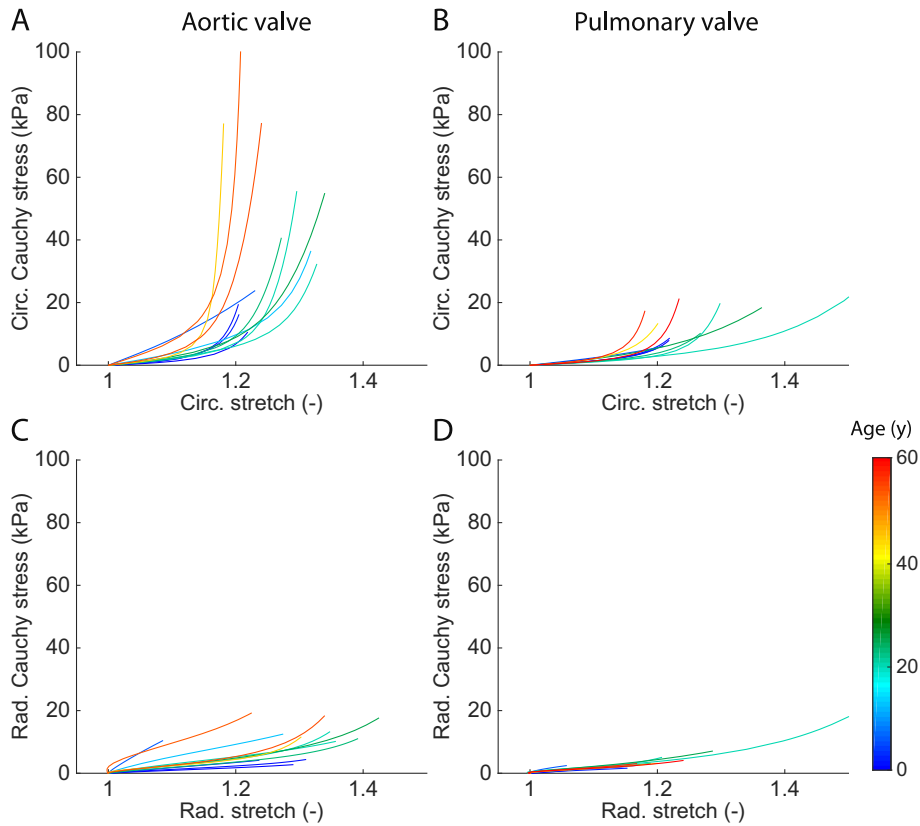 A Aortic valve
B Pulmonary valve
100
80
60
40
20
0
Circ. Cauchy stress (kPa)
1 1.2 1.4
Circ. stretch (-)
100
80
60
40
20
0
Circ. Cauchy stress (kPa)
1 1.2 1.4
Circ. stretch (-)
C
100
80
60
40
20
0
Rad. Cauchy stress (kPa)
1 1.2 1.4
Rad. stretch (-)
D
100
80
60
40
20
0
Rad. Cauchy stress (kPa)
1 1.2 1.4
Rad. stretch (-)
Age (y)
60
40
20
0